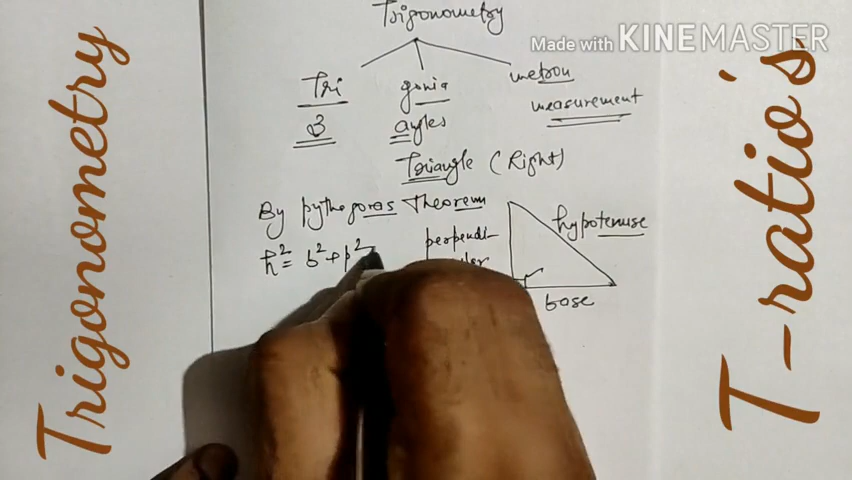 Trigonometry
Made with KINEMASTER
Tri gonia metron
3 angles measurement
Triangle (Right)
By pythegoras Theorem
hypotenuse
perpendi-
h² = b² + p²
base
Trigonometry
T-ratio's